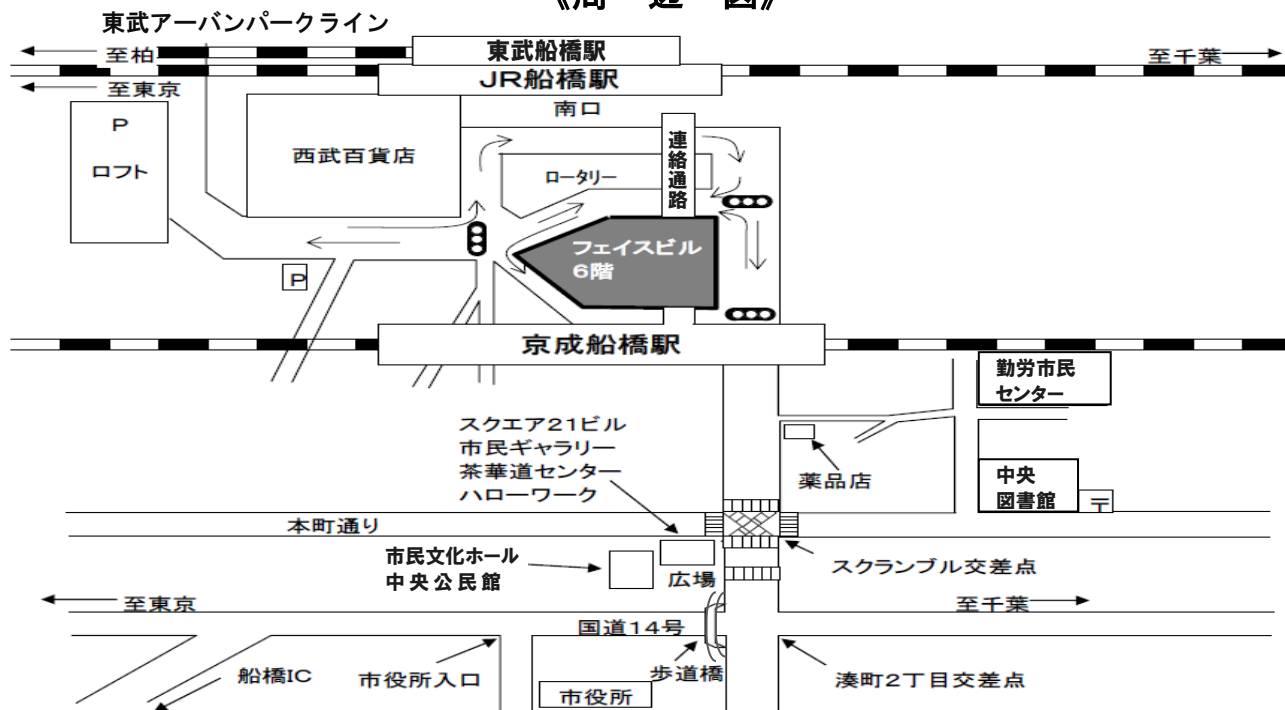 《周 辺 図》
東武アーバンパークライン
至柏
東武船橋駅
至千葉
JR船橋駅
至東京
南口
P
ロフト
西武百貨店
連絡通路
ロータリー
フェイスビル
6階
P
京成船橋駅
勤労市民
センター
スクエア21ビル
市民ギャラリー
茶華道センター
ハローワーク
薬品店
中央
図書館
〒
本町通り
市民文化ホール
中央公民館
広場
スクランブル交差点
至東京
至千葉
国道14号
船橋IC
市役所入口
歩道橋
湊町2丁目交差点
市役所